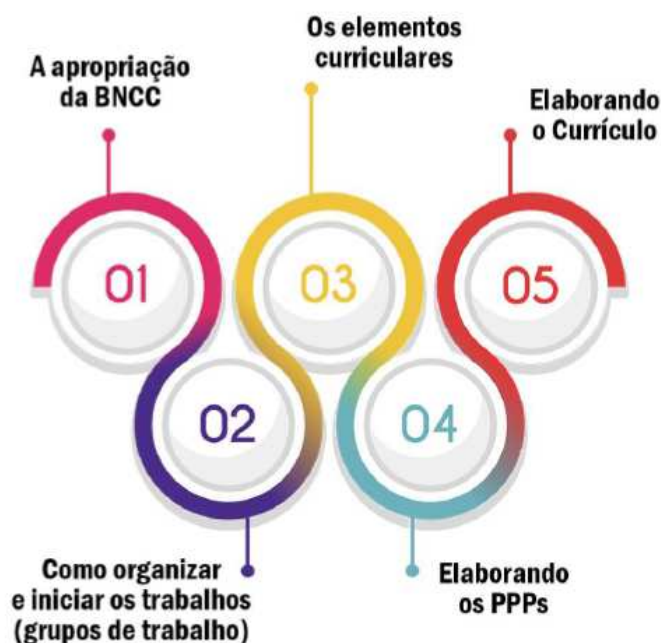 A apropriação
da BNCC
01
Como organizar
e iniciar os trabalhos
(grupos de trabalho)
02
Os elementos
curriculares
03
Elaborando
os PPPs
04
Elaborando
o Currículo
05